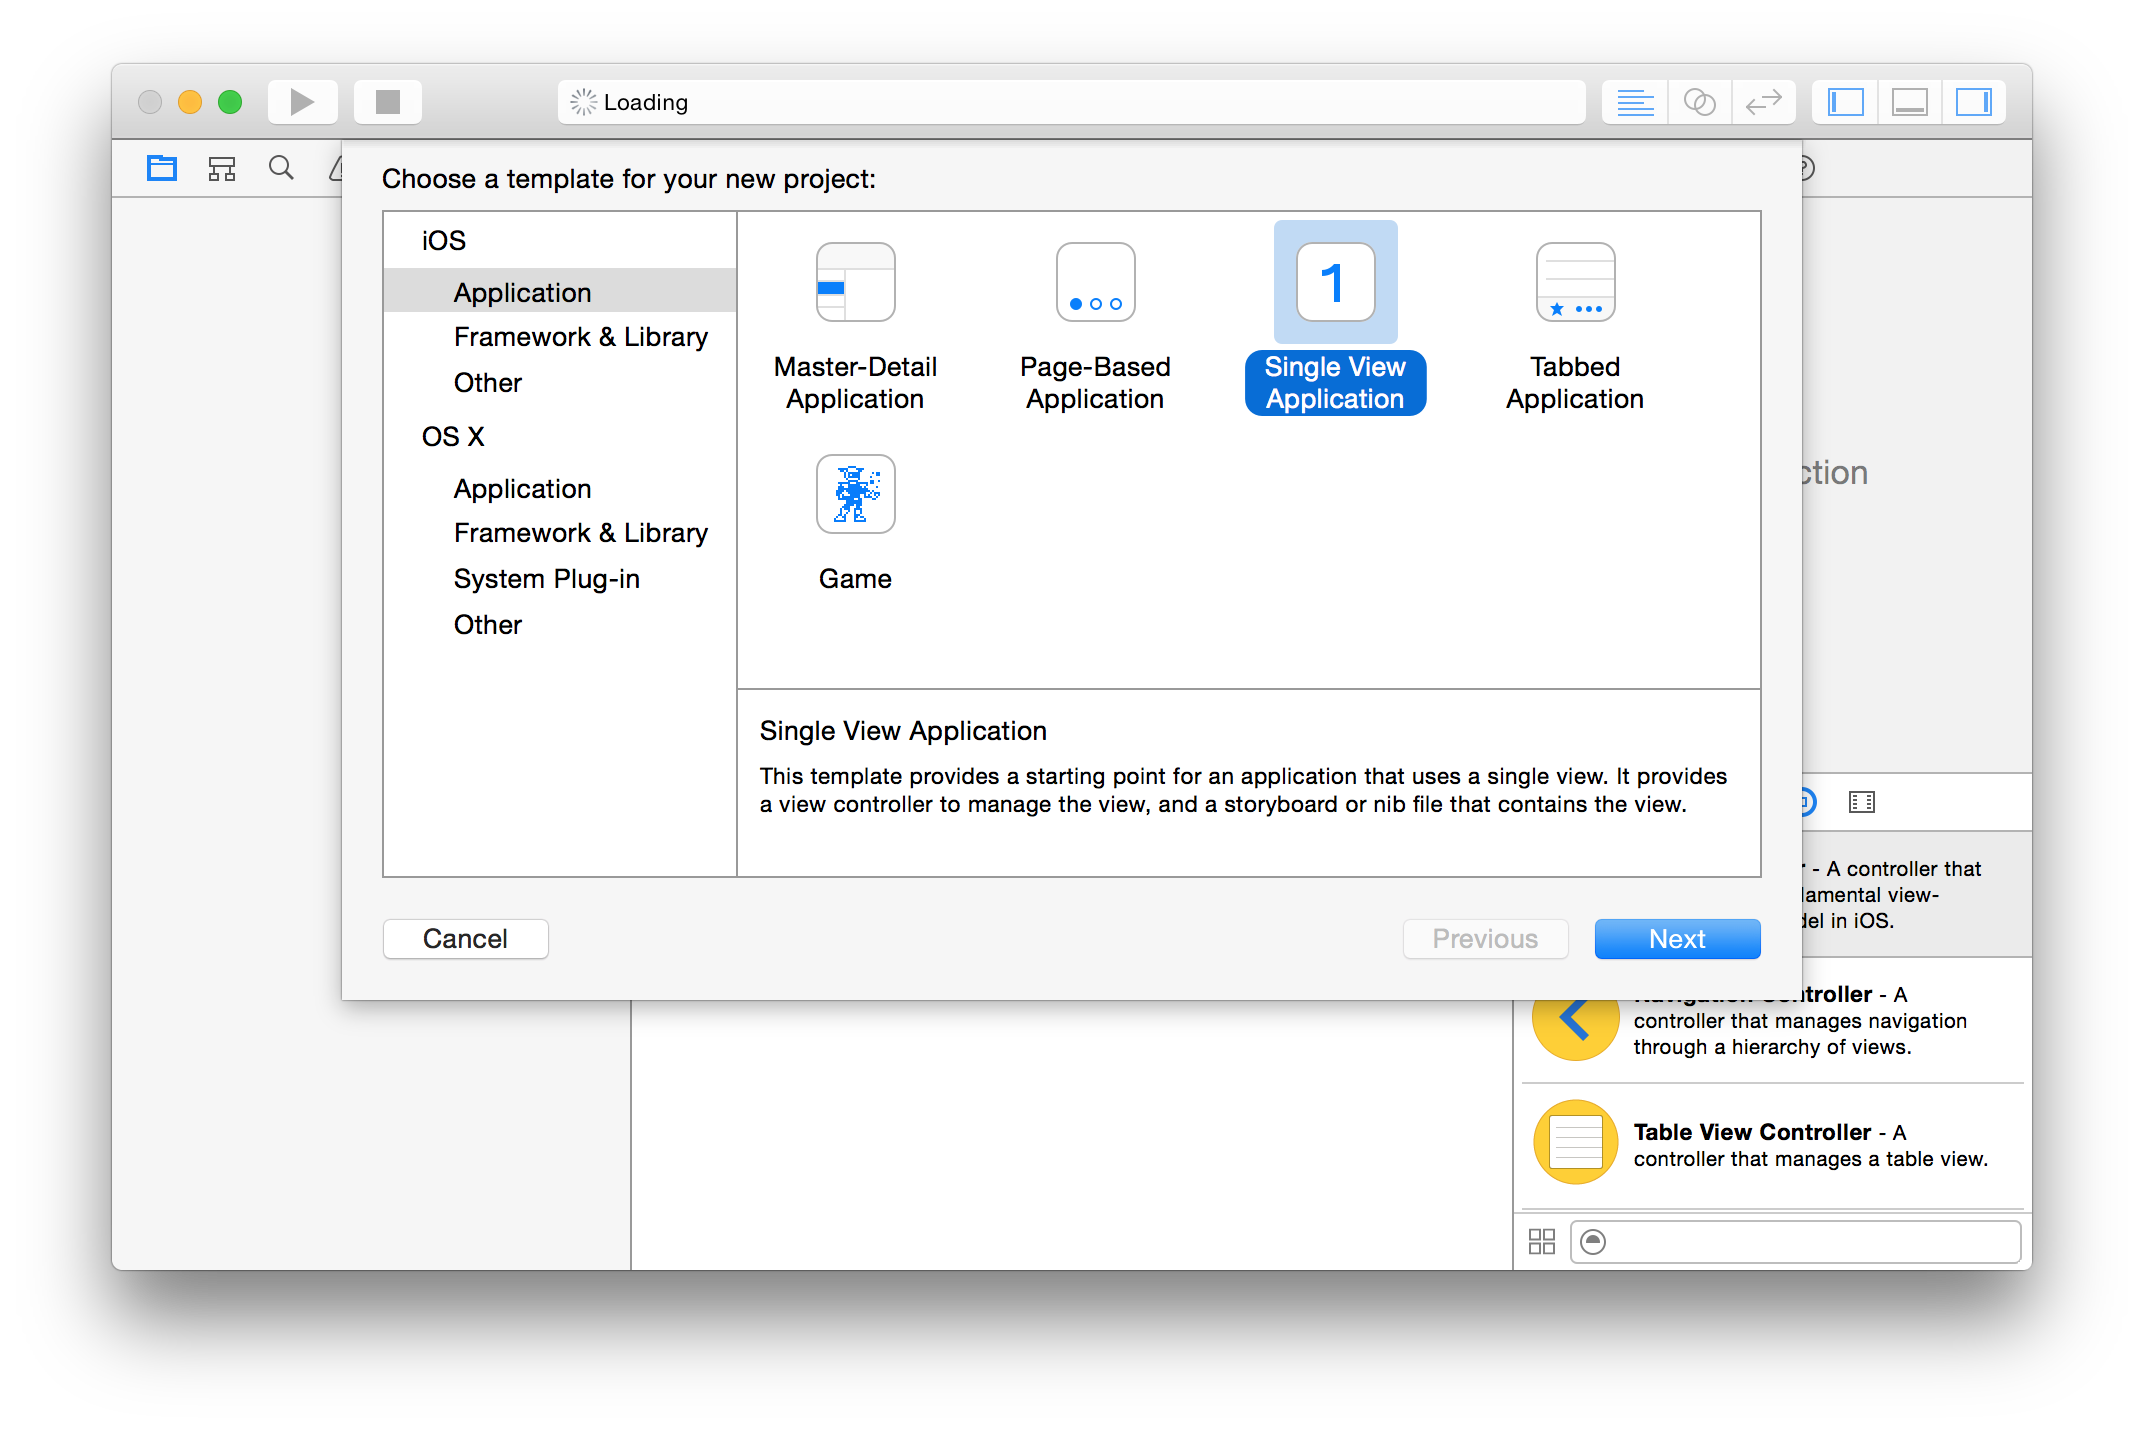 Loading
Choose a template for your new project:
iOS
Application
Framework & Library
Other
OS X
Application
Framework & Library
System Plug-in
Other
Master-Detail
Application
Page-Based
Application
1
Single View
Application
Tabbed
Application
Game
Single View Application
This template provides a starting point for an application that uses a single view. It provides
a view controller to manage the view, and a storyboard or nib file that contains the view.
Cancel
Previous
Next
ction
- A controller that
view-
in iOS.
Controller - A
controller that manages navigation
through a hierarchy of views.
Table View Controller - A
controller that manages a table view.